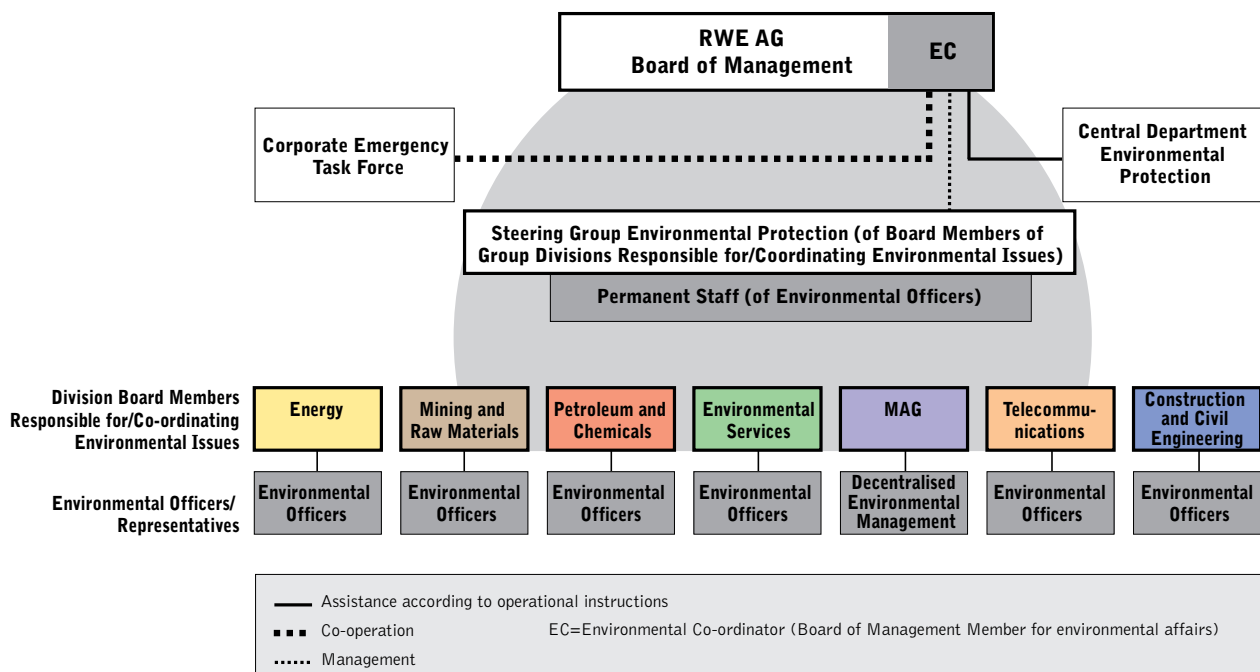 RWE AG
Board of Management
EC
Corporate Emergency
Task Force
Central Department
Environmental
Protection
Steering Group Environmental Protection (of Board Members of
Group Divisions Responsible for/Coordinating Environmental Issues)
Permanent Staff (of Environmental Officers)
Division Board Members
Responsible for/Co-ordinating
Environmental Issues
Energy
Mining and
Raw Materials
Petroleum and
Chemicals
Environmental
Services
MAG
Telecommu-
nications
Construction
and Civil
Engineering
Environmental Officers/
Representatives
Environmental
Officers
Environmental
Officers
Environmental
Officers
Environmental
Officers
Decentralised
Environmental
Management
Environmental
Officers
Environmental
Officers
Assistance according to operational instructions
Co-operation
EC=Environmental Co-ordinator (Board of Management Member for environmental affairs)
Management